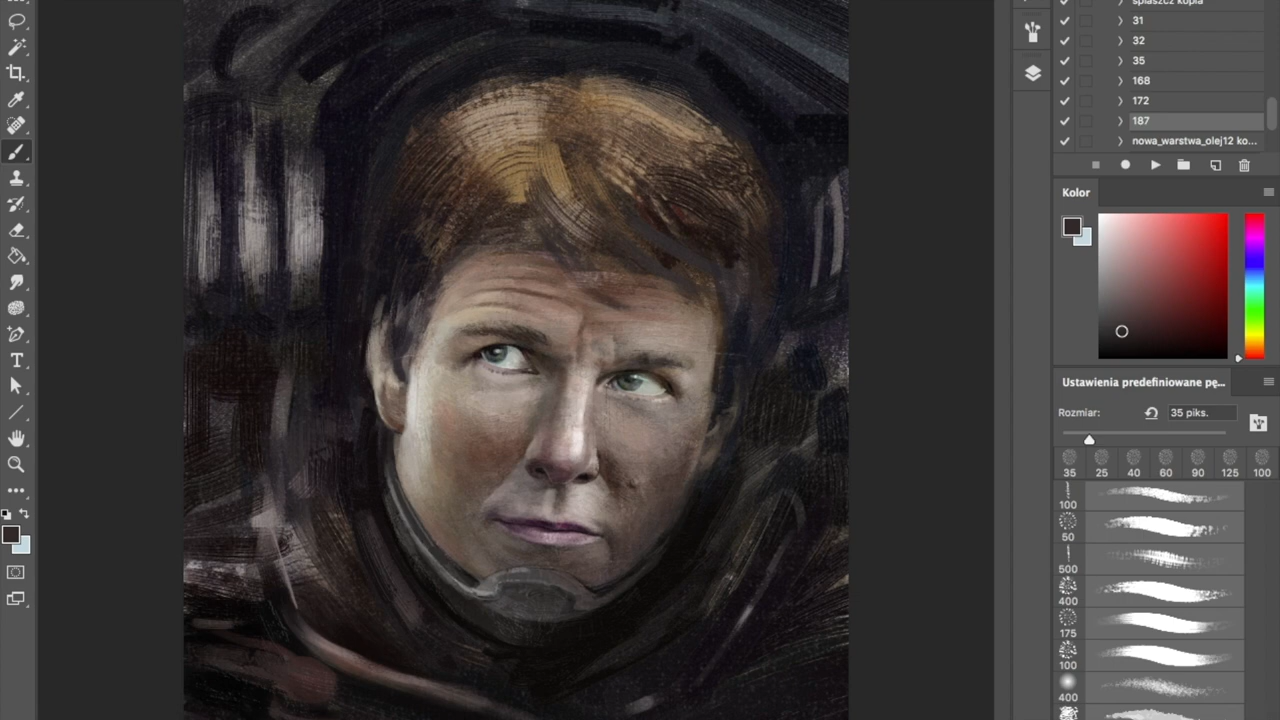 spłaszcz kopia
31
32
35
168
172
187
nowa_warstwa_olej12 ko...
Kolor
Ustawienia predefiniowane pę...
Rozmiar:
35 piks.
35 25 40 60 90 125 100
100
50
500
400
175
100
400
T